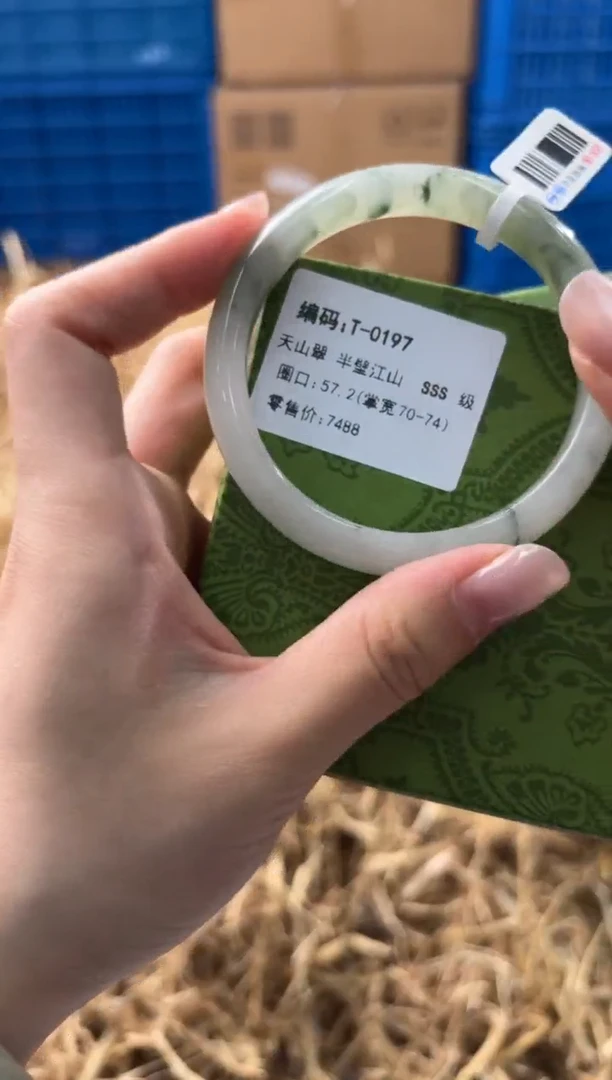 编码:T-0197
天山翠 半壁江山 SSS 级
圈口:57.2(掌宽70-74)
零售价:7488